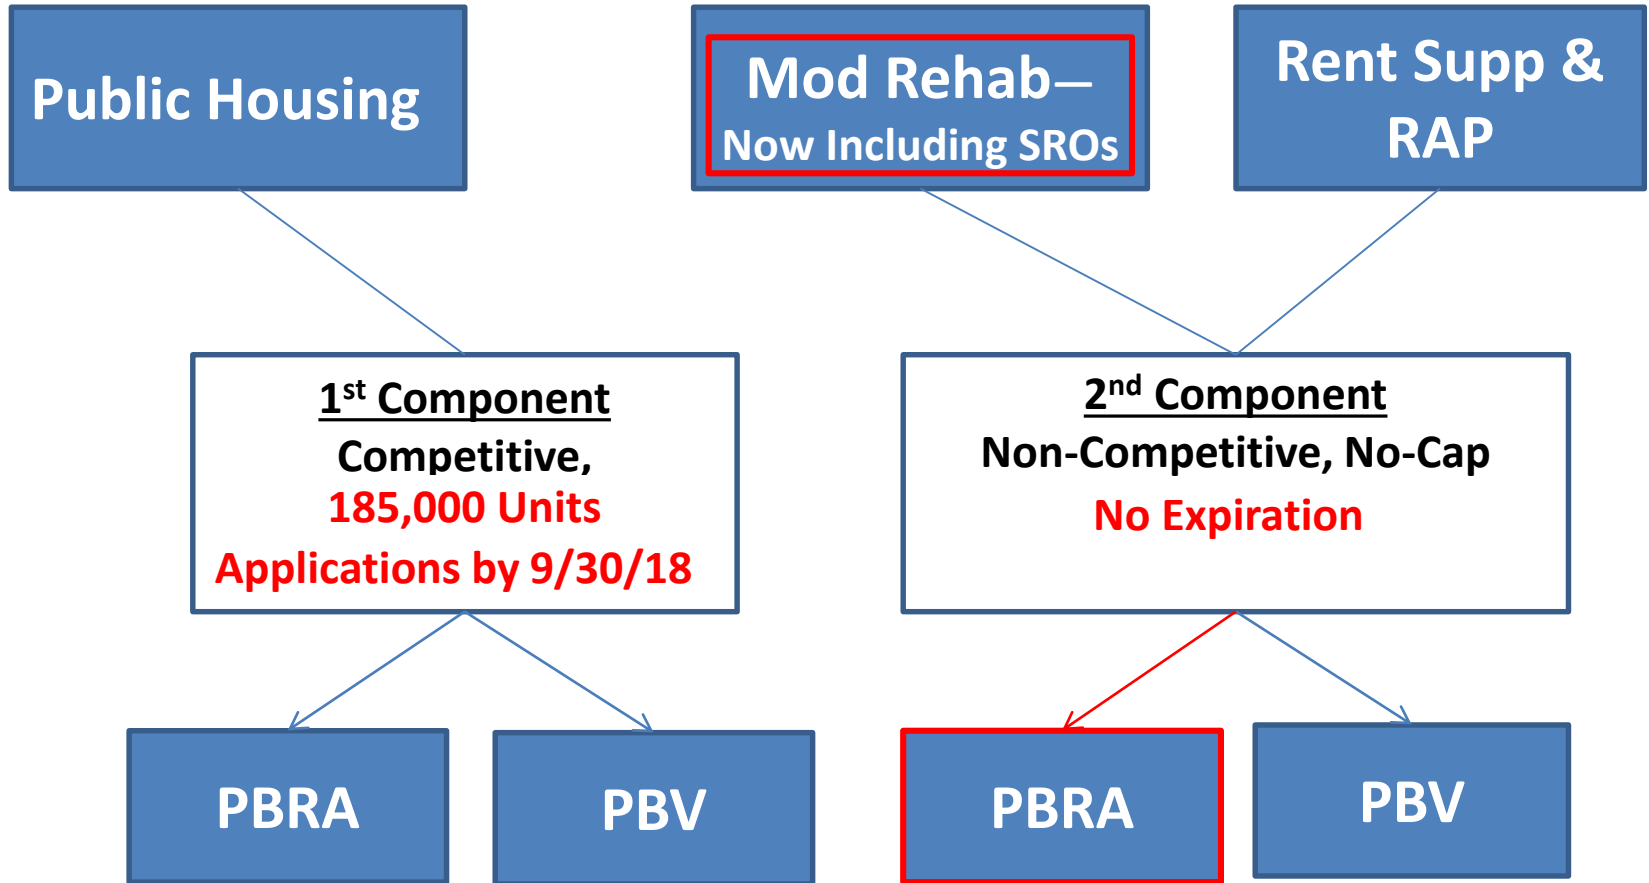 Public Housing
Mod Rehab—
Now Including SROs
Rent Supp &
RAP
1st Component
Competitive,
185,000 Units
Applications by 9/30/18
2nd Component
Non-Competitive, No-Cap
No Expiration
PBRA
PBV
PBRA
PBV